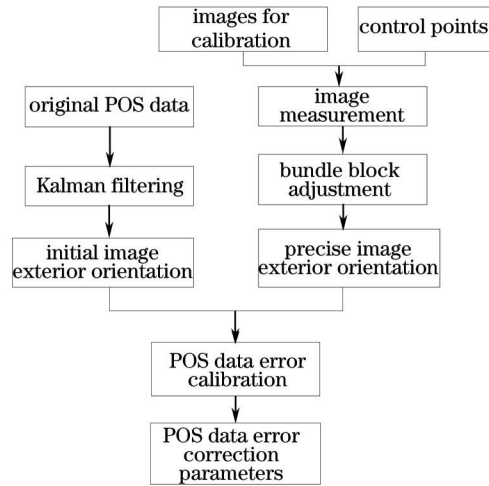 images for
calibration
control points
original POS data
image
measurement
Kalman filtering
bundle block
adjustment
initial image
exterior orientation
precise image
exterior orientation
POS data error
calibration
POS data error
correction
parameters